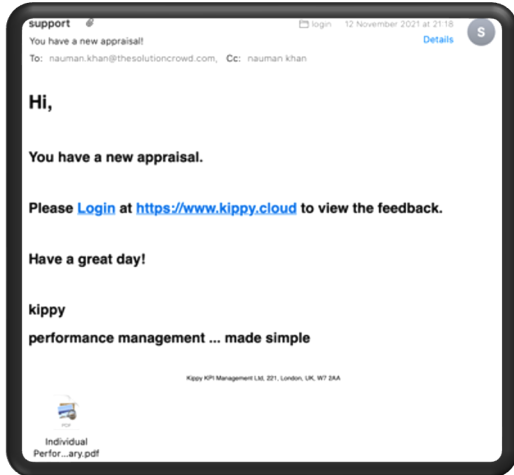 support
login 12 November 2021 at 21:18
S
You have a new appraisal!
Details
To: nauman.khan@thesolutioncrowd.com, Cc: nauman khan
Hi,
You have a new appraisal.
Please Login at https://www.kippy.cloud to view the feedback.
Have a great day!
kippy
performance management ... made simple
Kippy KPI Management Ltd, 221, London, UK, W7 2AA
Individual
Perfor...ary.pdf